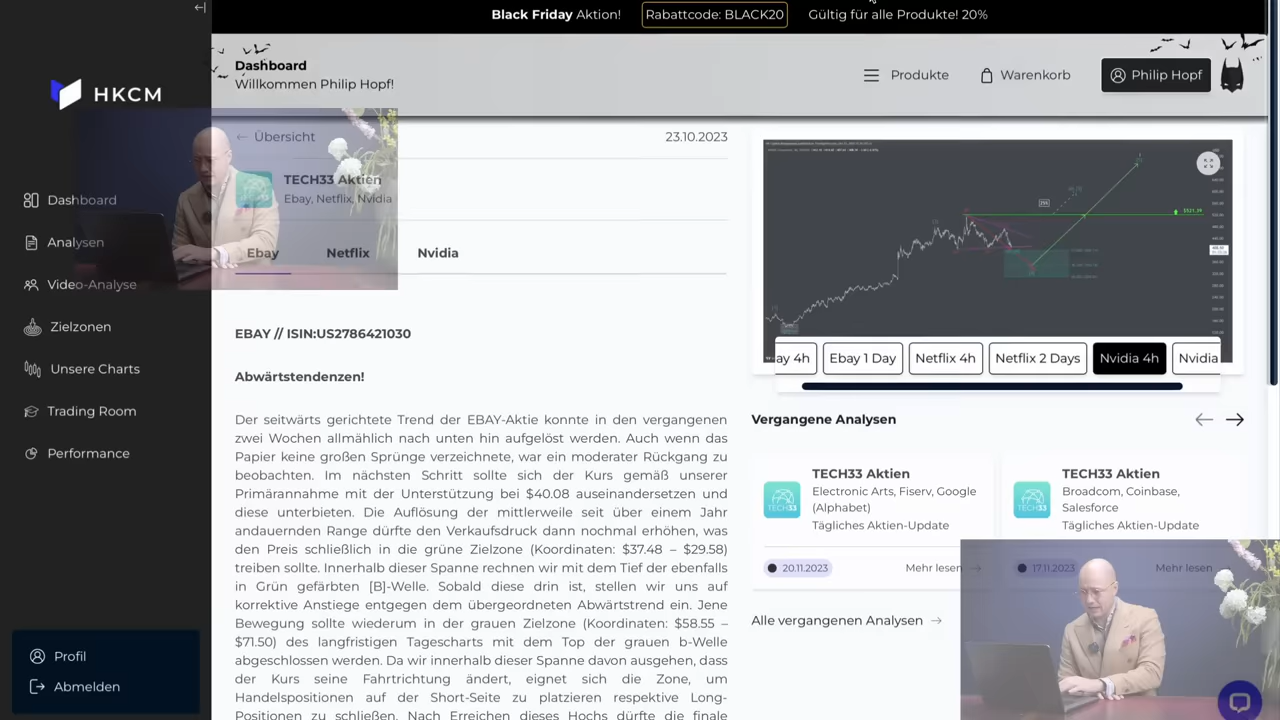 Black Friday Aktion!
Rabattcode: BLACK20
Gültig für alle Produkte! 20%
HKCM
Dashboard
Willkommen Philip Hopf!
Produkte
Warenkorb
Philip Hopf
Dashboard
Analysen
Video-Analyse
Zielzonen
Unsere Charts
Trading Room
Performance
Profil
Abmelden
← Übersicht
23.10.2023
TECH33 Aktien
Ebay, Netflix, Nvidia
Ebay
Netflix
Nvidia
EBAY // ISIN:US2786421030
Abwärtstendenzen!
Der seitwärts gerichtete Trend der EBAY-Aktie konnte in den vergangenen
zwei Wochen allmählich nach unten hin aufgelöst werden. Auch wenn das
Papier keine großen Sprünge verzeichnete, war ein moderater Rückgang zu
beobachten. Im nächsten Schritt sollte sich der Kurs gemäß unserer
Primärannahme mit der Unterstützung bei $40.08 auseinandersetzen und
diese unterbieten. Die Auflösung der mittlerweile seit über einem Jahr
andauernden Range dürfte den Verkaufsdruck dann nochmal erhöhen, was
den Preis schließlich in die grüne Zielzone (Koordinaten: $37.48 – $29.58)
treiben sollte. Innerhalb dieser Spanne rechnen wir mit dem Tief der ebenfalls
in Grün gefärbten [B]-Welle. Sobald diese drin ist, stellen wir uns auf
korrektive Anstiege entgegen dem übergeordneten Abwärtstrend ein. Jene
Bewegung sollte wiederum in der grauen Zielzone (Koordinaten: $58.55 –
$71.50) des langfristigen Tagescharts mit dem Top der grauen b-Welle
abgeschlossen werden. Da wir innerhalb dieser Spanne davon ausgehen, dass
der Kurs seine Fahrtrichtung ändert, eignet sich die Zone, um
Handelspositionen auf der Short-Seite zu platzieren respektive Long-
Positionen zu schließen. Nach Erreichen dieses Hochs dürfte die finale
$521.39
ay 4h
Ebay 1 Day
Netflix 4h
Netflix 2 Days
Nvidia 4h
Nvidia
Vergangene Analysen
TECH33
TECH33 Aktien
Electronic Arts, Fiserv, Google
(Alphabet)
Tägliches Aktien-Update
20.11.2023
Mehr lesen →
TECH33
TECH33 Aktien
Broadcom, Coinbase,
Salesforce
Tägliches Aktien-Update
17.11.2023
Mehr lesen →
Alle vergangenen Analysen →